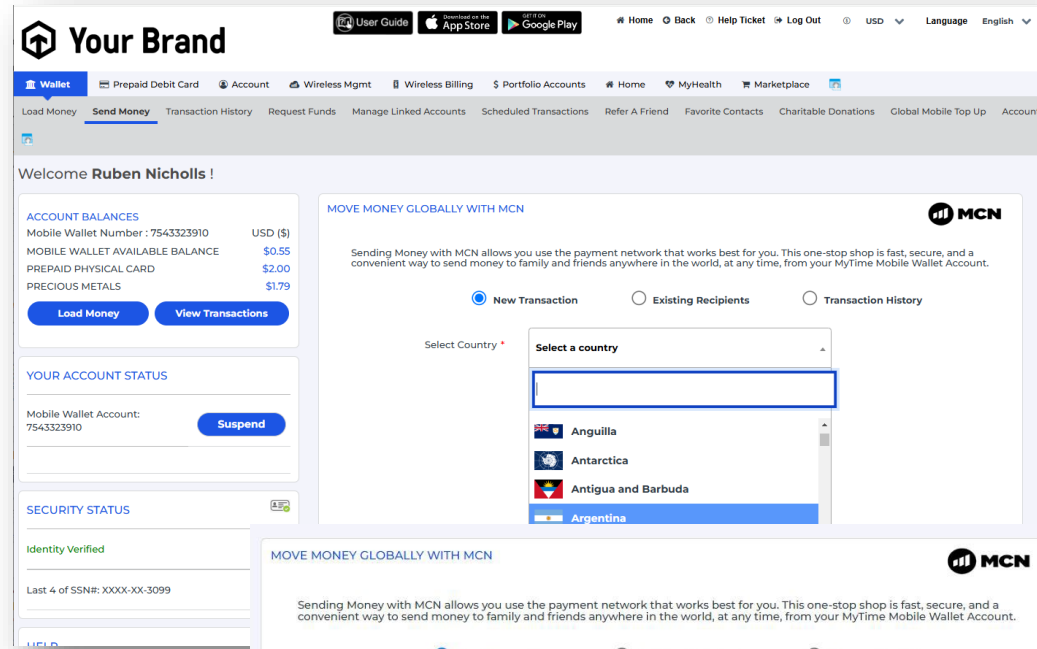 Your Brand
User Guide
Download on the
App Store
GET IT ON
Google Play
Home Back Help Ticket Log Out USD Language English
Wallet Prepaid Debit Card Account Wireless Mgmt Wireless Billing $ Portfolio Accounts Home MyHealth Marketplace
Load Money Send Money Transaction History Request Funds Manage Linked Accounts Scheduled Transactions Refer A Friend Favorite Contacts Charitable Donations Global Mobile Top Up Account
Welcome Ruben Nicholls !
ACCOUNT BALANCES
Mobile Wallet Number : 7543323910 USD ($)
MOBILE WALLET AVAILABLE BALANCE $0.55
PREPAID PHYSICAL CARD $2.00
PRECIOUS METALS $1.79
Load Money View Transactions
YOUR ACCOUNT STATUS
Mobile Wallet Account:
7543323910
Suspend
SECURITY STATUS
Identity Verified
Last 4 of SSN#: XXXX-XX-3099
HELP
MOVE MONEY GLOBALLY WITH MCN
MCN
Sending Money with MCN allows you use the payment network that works best for you. This one-stop shop is fast, secure, and a
convenient way to send money to family and friends anywhere in the world, at any time, from your MyTime Mobile Wallet Account.
New Transaction Existing Recipients Transaction History
Select Country * Select a country
Anguilla
Antarctica
Antigua and Barbuda
Argentina
MOVE MONEY GLOBALLY WITH MCN
MCN
Sending Money with MCN allows you use the payment network that works best for you. This one-stop shop is fast, secure, and a
convenient way to send money to family and friends anywhere in the world, at any time, from your MyTime Mobile Wallet Account.